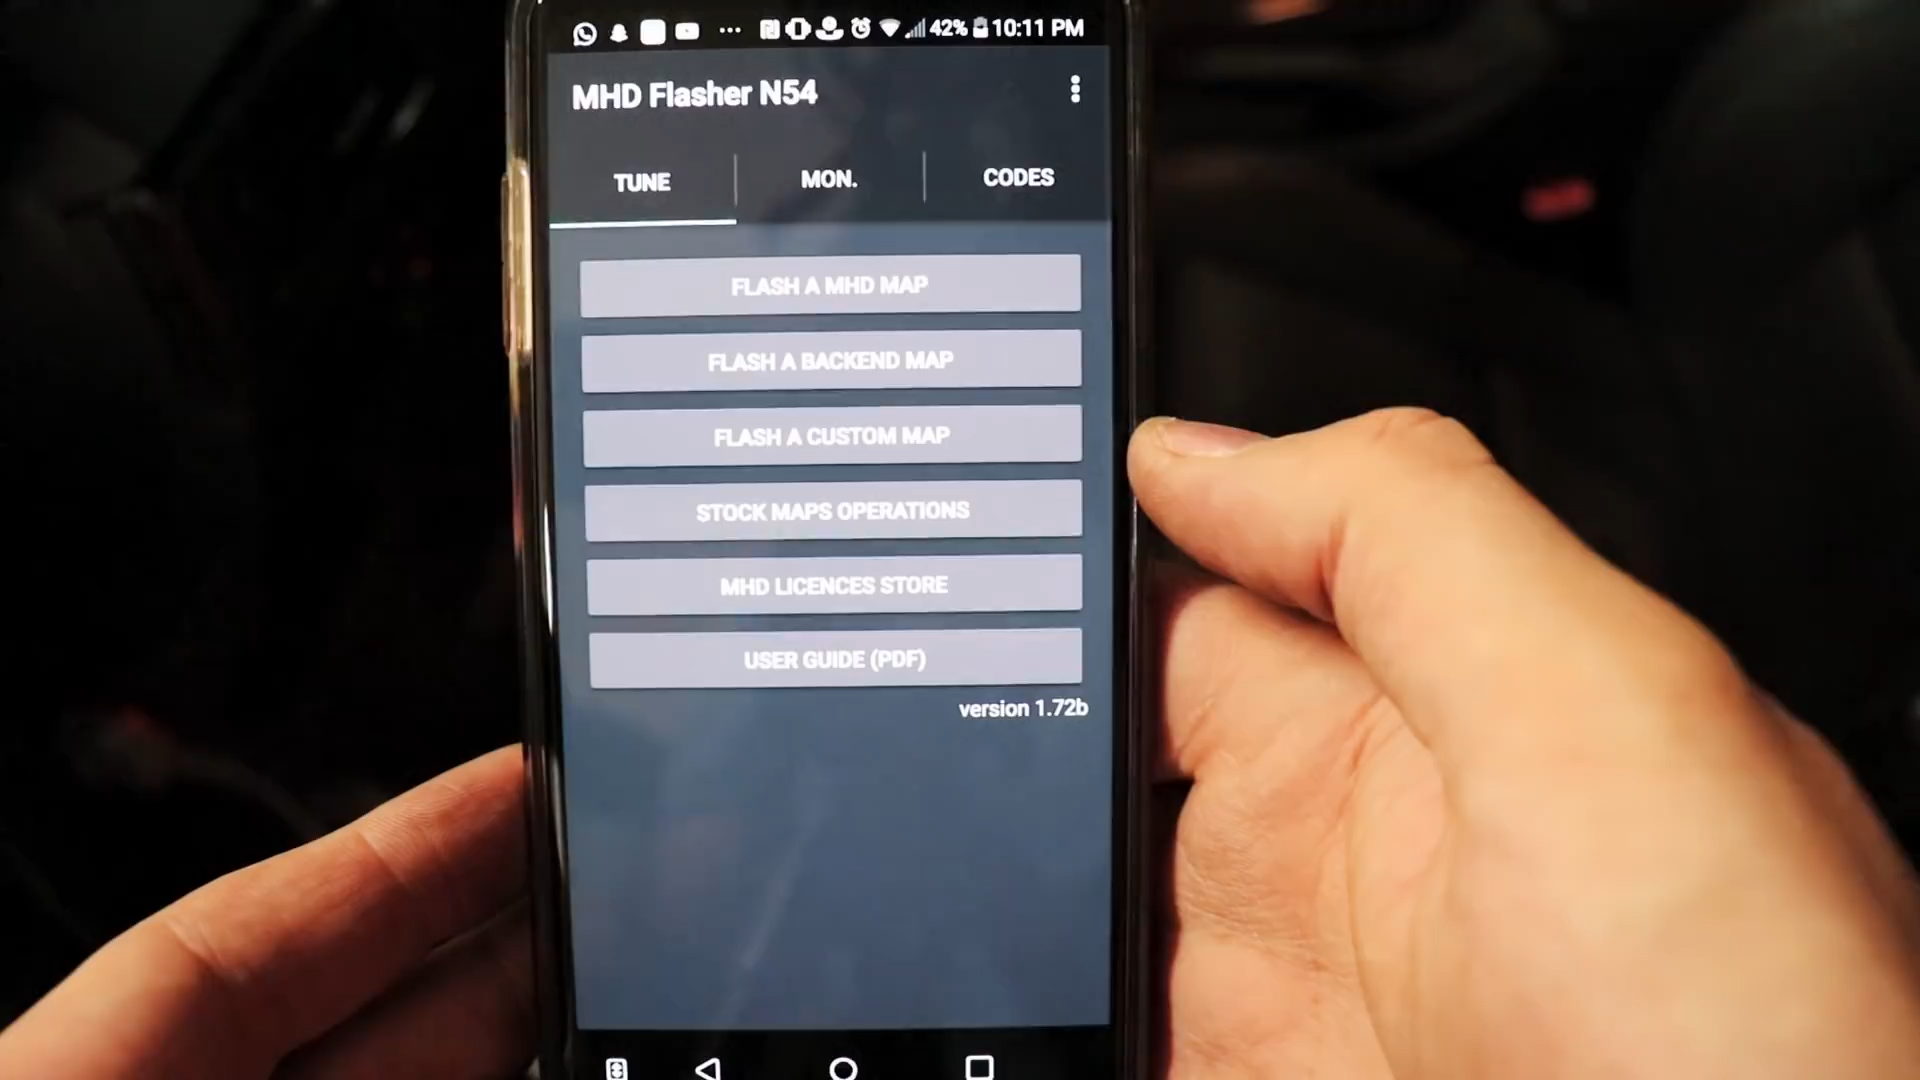 42% 10:11 PM
MHD Flasher N54
TUNE MON. CODES
FLASH A MHD MAP
FLASH A BACKEND MAP
FLASH A CUSTOM MAP
STOCK MAPS OPERATIONS
MHD LICENCES STORE
USER GUIDE (PDF)
version 1.72b